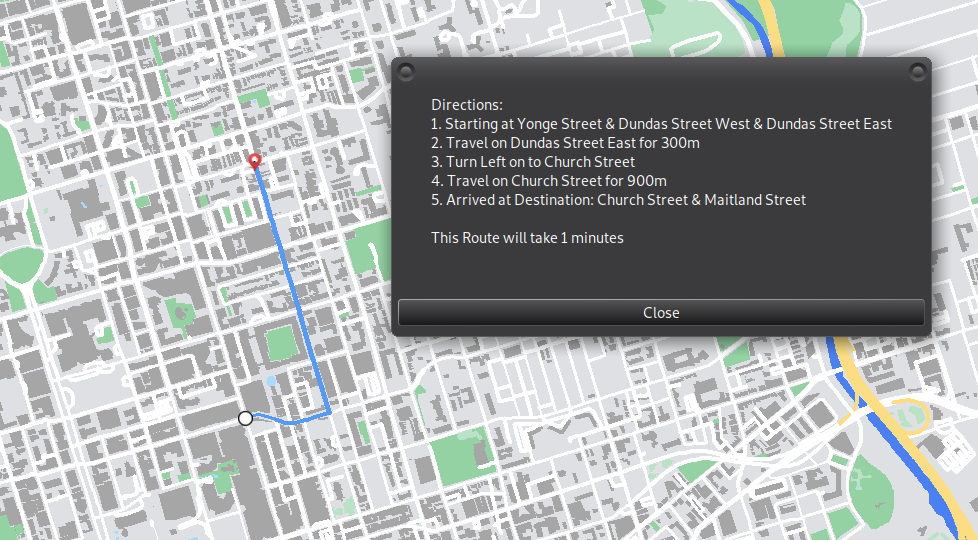 Directions:
1. Starting at Yonge Street & Dundas Street West & Dundas Street East
2. Travel on Dundas Street East for 300m
3. Turn Left on to Church Street
4. Travel on Church Street for 900m
5. Arrived at Destination: Church Street & Maitland Street
This Route will take 1 minutes
Close